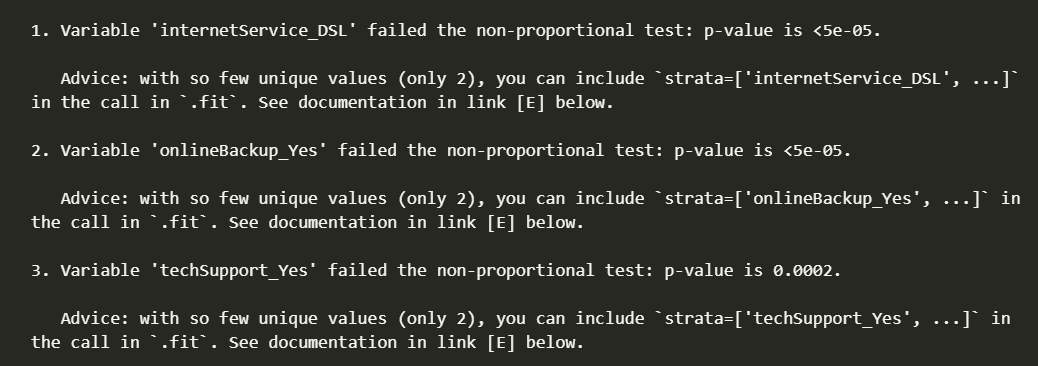 1. Variable 'internetService_DSL' failed the non-proportional test: p-value is <5e-05.
Advice: with so few unique values (only 2), you can include `strata=['internetService_DSL', ...]`
in the call in `.fit`. See documentation in link [E] below.
2. Variable 'onlineBackup_Yes' failed the non-proportional test: p-value is <5e-05.
Advice: with so few unique values (only 2), you can include `strata=['onlineBackup_Yes', ...]` in
the call in `.fit`. See documentation in link [E] below.
3. Variable 'techSupport_Yes' failed the non-proportional test: p-value is 0.0002.
Advice: with so few unique values (only 2), you can include `strata=['techSupport_Yes', ...]` in
the call in `.fit`. See documentation in link [E] below.